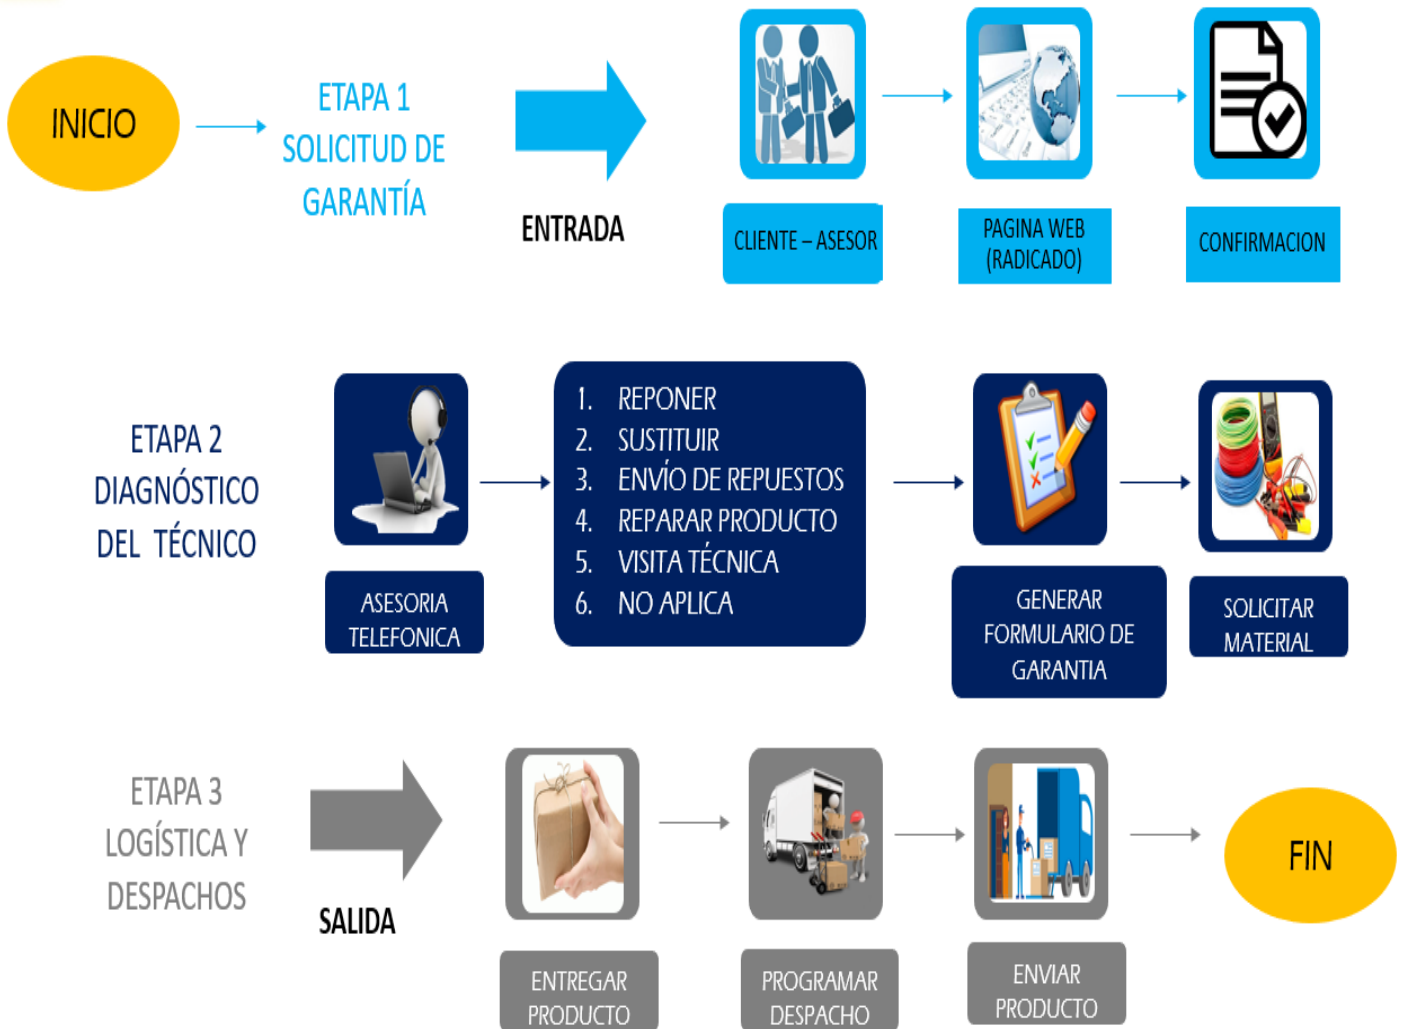 INICIO
ETAPA 1
SOLICITUD DE
GARANTÍA
ENTRADA
CLIENTE – ASESOR
PAGINA WEB
(RADICADO)
CONFIRMACION
ETAPA 2
DIAGNÓSTICO
DEL TÉCNICO
ASESORIA
TELEFONICA
1. REPONER
2. SUSTITUIR
3. ENVÍO DE REPUESTOS
4. REPARAR PRODUCTO
5. VISITA TÉCNICA
6. NO APLICA
GENERAR
FORMULARIO DE
GARANTIA
SOLICITAR
MATERIAL
ETAPA 3
LOGÍSTICA Y
DESPACHOS
SALIDA
ENTREGAR
PRODUCTO
PROGRAMAR
DESPACHO
ENVIAR
PRODUCTO
FIN